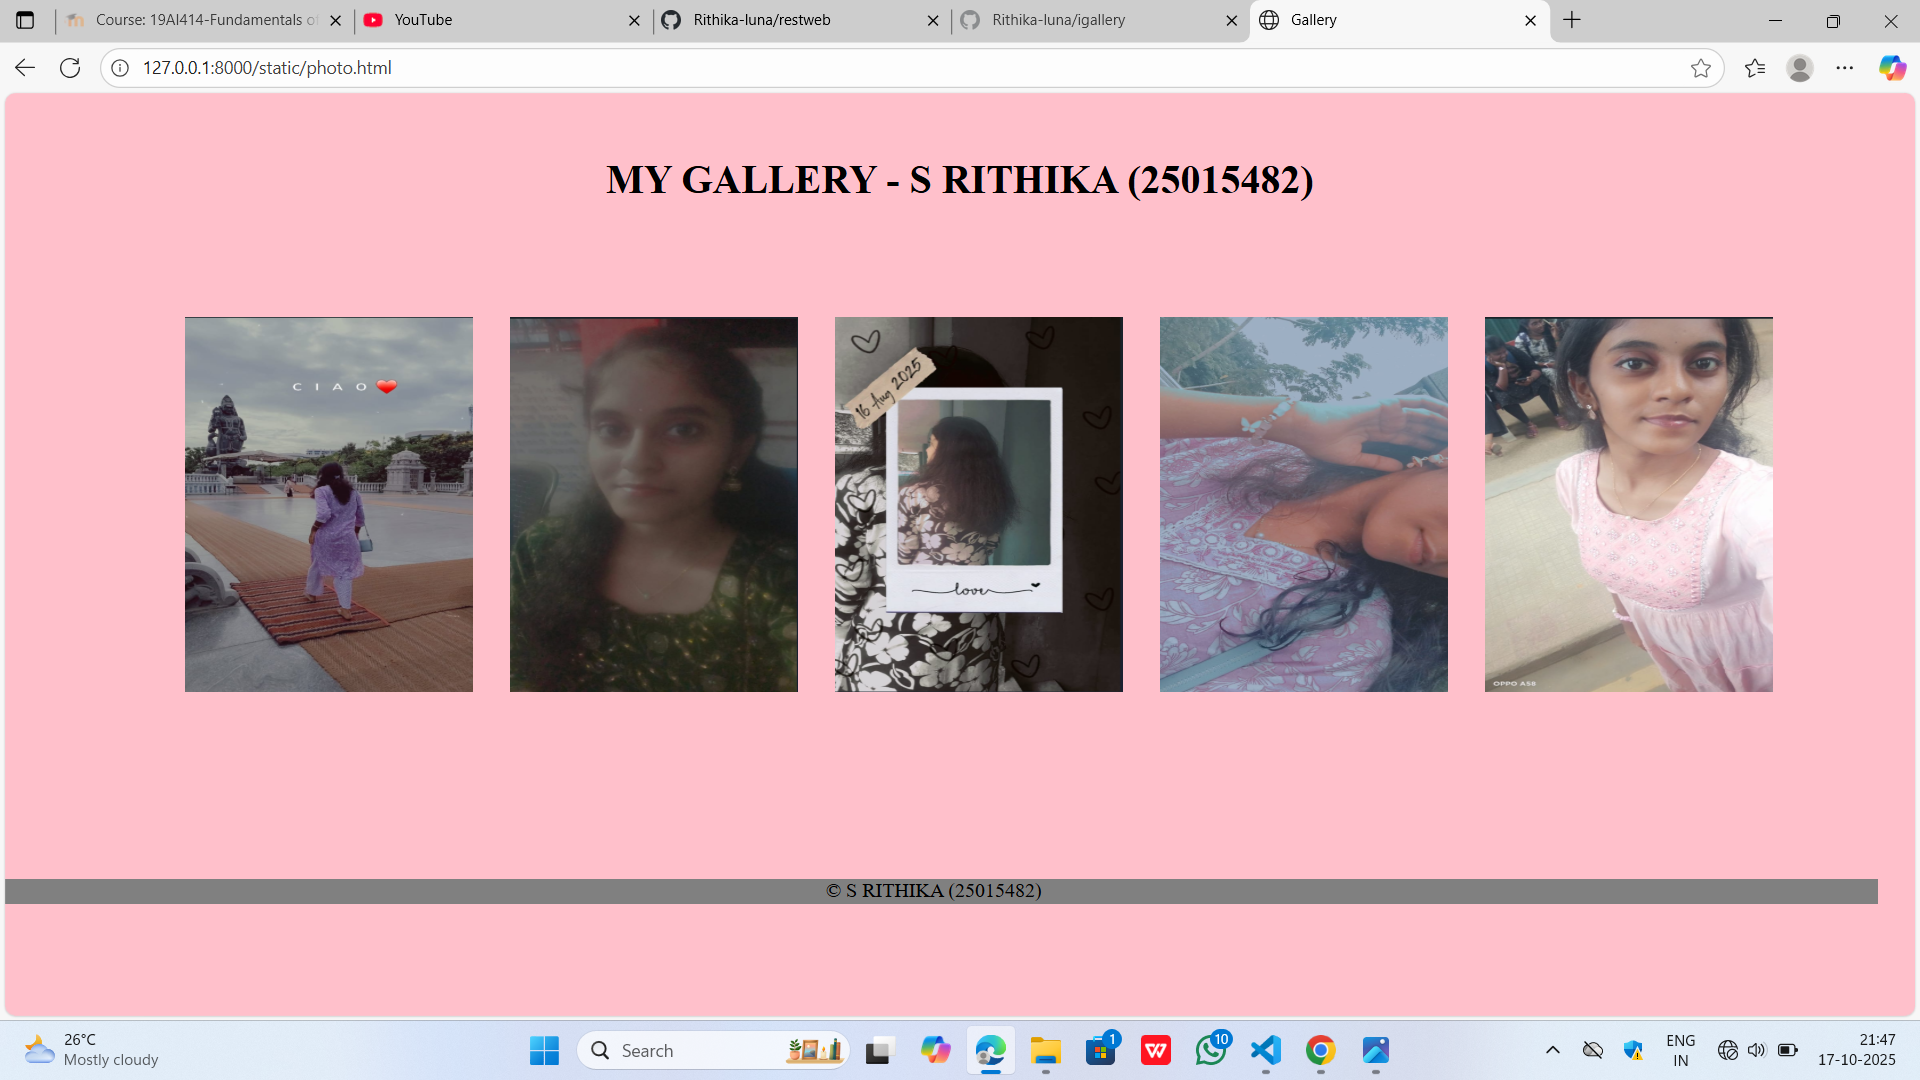 Course: 19AI414-Fundamentals of
YouTube
Rithika-luna/restweb
Rithika-luna/igallery
Gallery
127.0.0.1:8000/static/photo.html
MY GALLERY - S RITHIKA (25015482)
C I A O
16 Aug 2025
love
OPPO A58
© S RITHIKA (25015482)
26°C
Mostly cloudy
Search
1
10
ENG
IN
21:47
17-10-2025